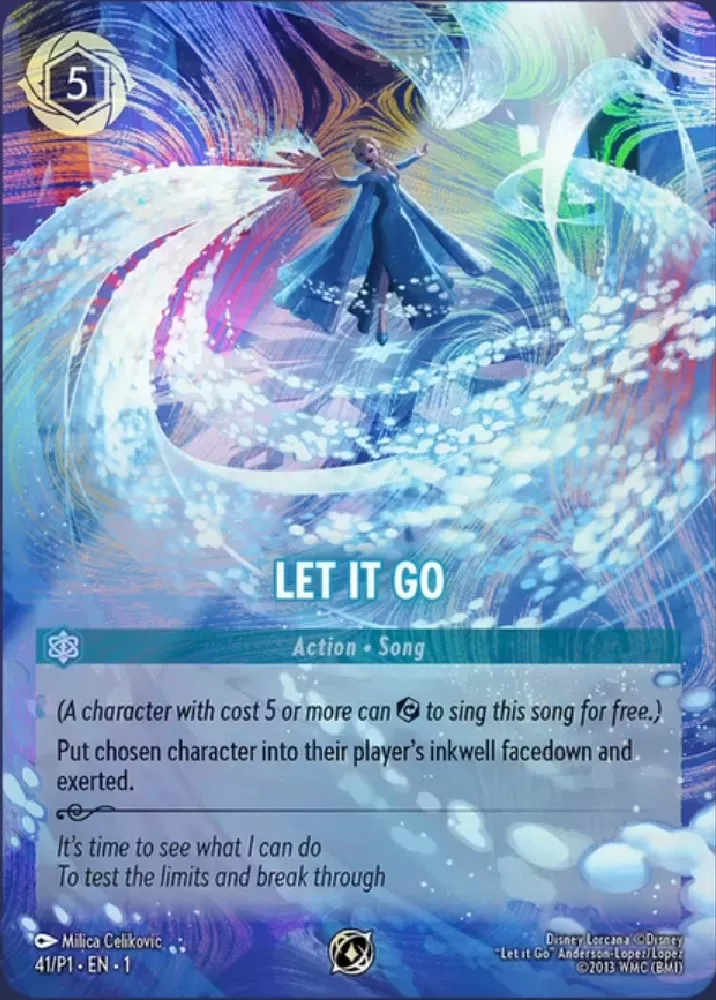 5
LET IT GO
Action • Song
(A character with cost 5 or more can to sing this song for free.)
Put chosen character into their player's inkwell facedown and
exerted.
It's time to see what I can do
To test the limits and break through
Milica Celikovic
41/P1 • EN • 1
Disney Lorcana ©Disney
"Let it Go" Anderson-Lopez/Lopez
©2013 WMC (BMI)